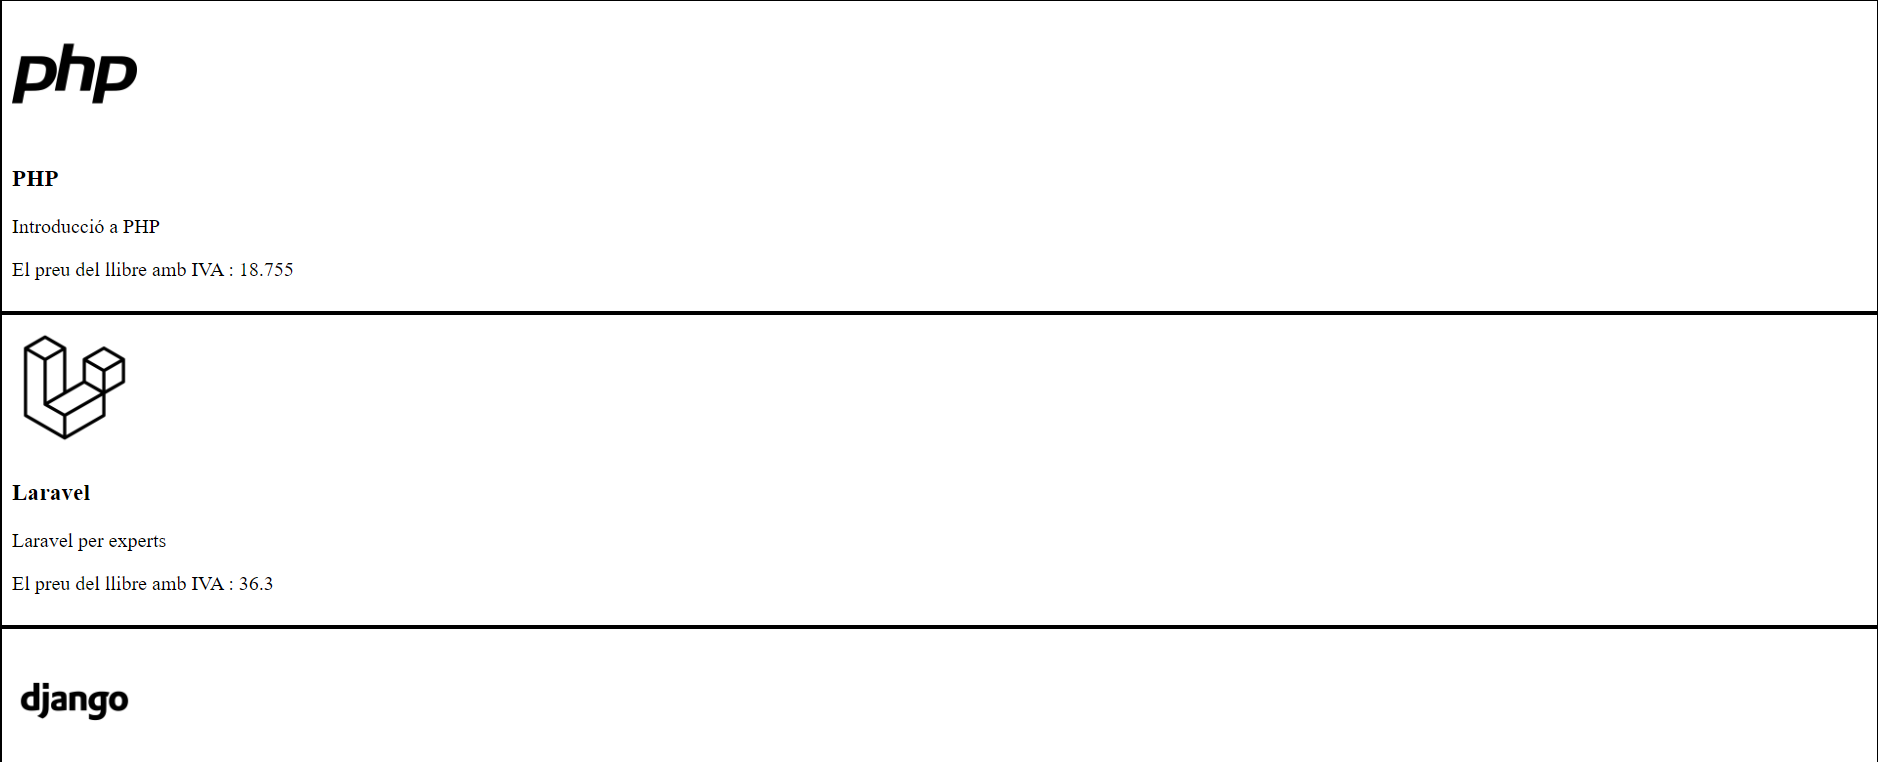 php
PHP
Introducció a PHP
El preu del llibre amb IVA : 18.755
Laravel
Laravel per experts
El preu del llibre amb IVA : 36.3
django